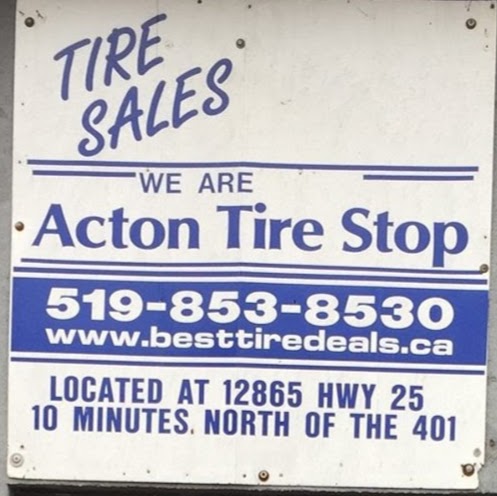 TIRE
SALES
WE ARE
Acton Tire Stop
519-853-8530
www.besttiredeals.ca
LOCATED AT 12865 HWY 25
10 MINUTES. NORTH OF THE 401